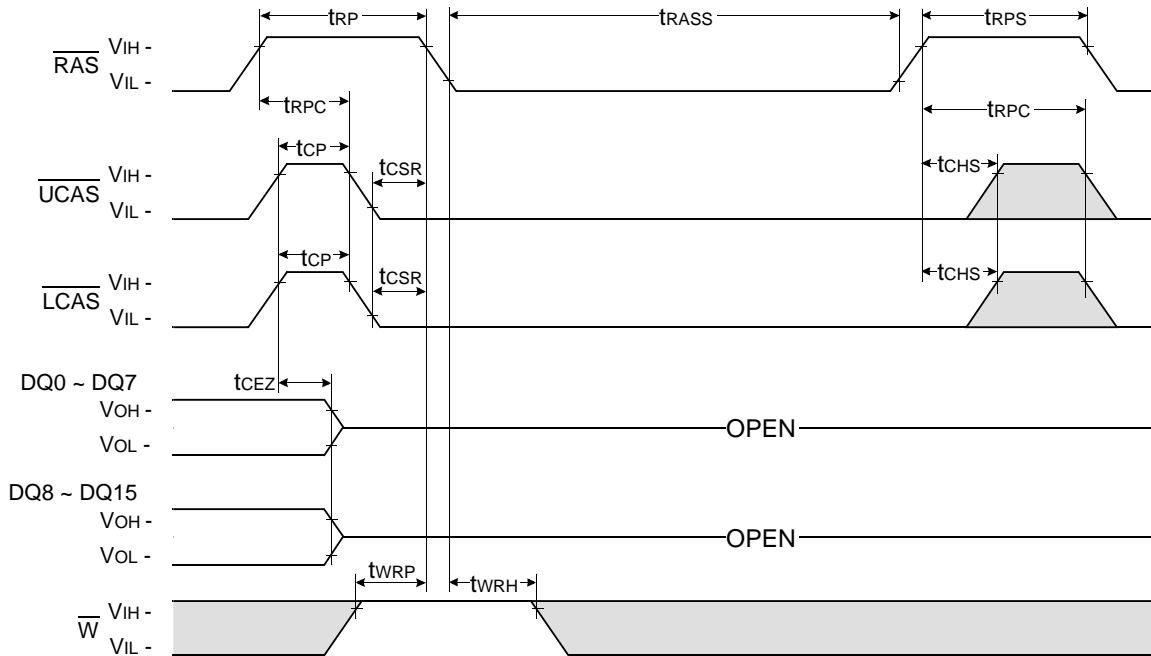 tRP
tRASS
tRPS
RAS
VIH -
VIL -
tRPC
tRPC
tCP
tCSR
tCHS
UCAS
VIH -
VIL -
tCP
tCSR
tCHS
LCAS
VIH -
VIL -
DQ0 ~ DQ7
tCEZ
VOH -
VOL -
OPEN
DQ8 ~ DQ15
VOH -
VOL -
OPEN
tWRP
tWRH
W
VIH -
VIL -